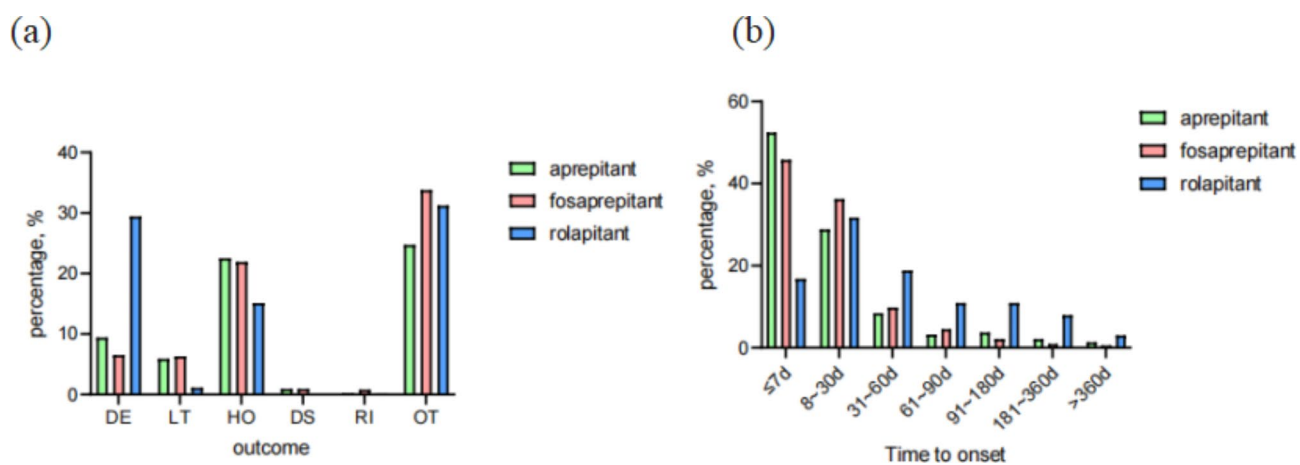 (a)
percentage, %
40
30
20
10
0
DE LT HO DS RI OT
outcome
aprepitant
fosaprepitant
rolapitant
(b)
percentage, %
60
40
20
0
≤7d 8~30d 31~60d 61~90d 91~180d 181~360d >360d
Time to onset
aprepitant
fosaprepitant
rolapitant